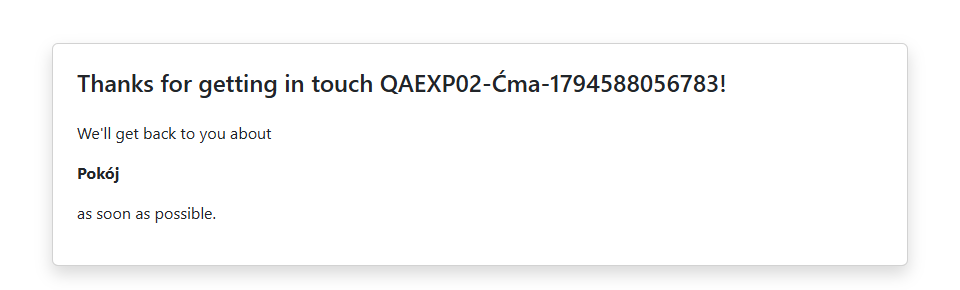 Thanks for getting in touch QAEXP02-Ćma-1794588056783!
We'll get back to you about
Pokój
as soon as possible.